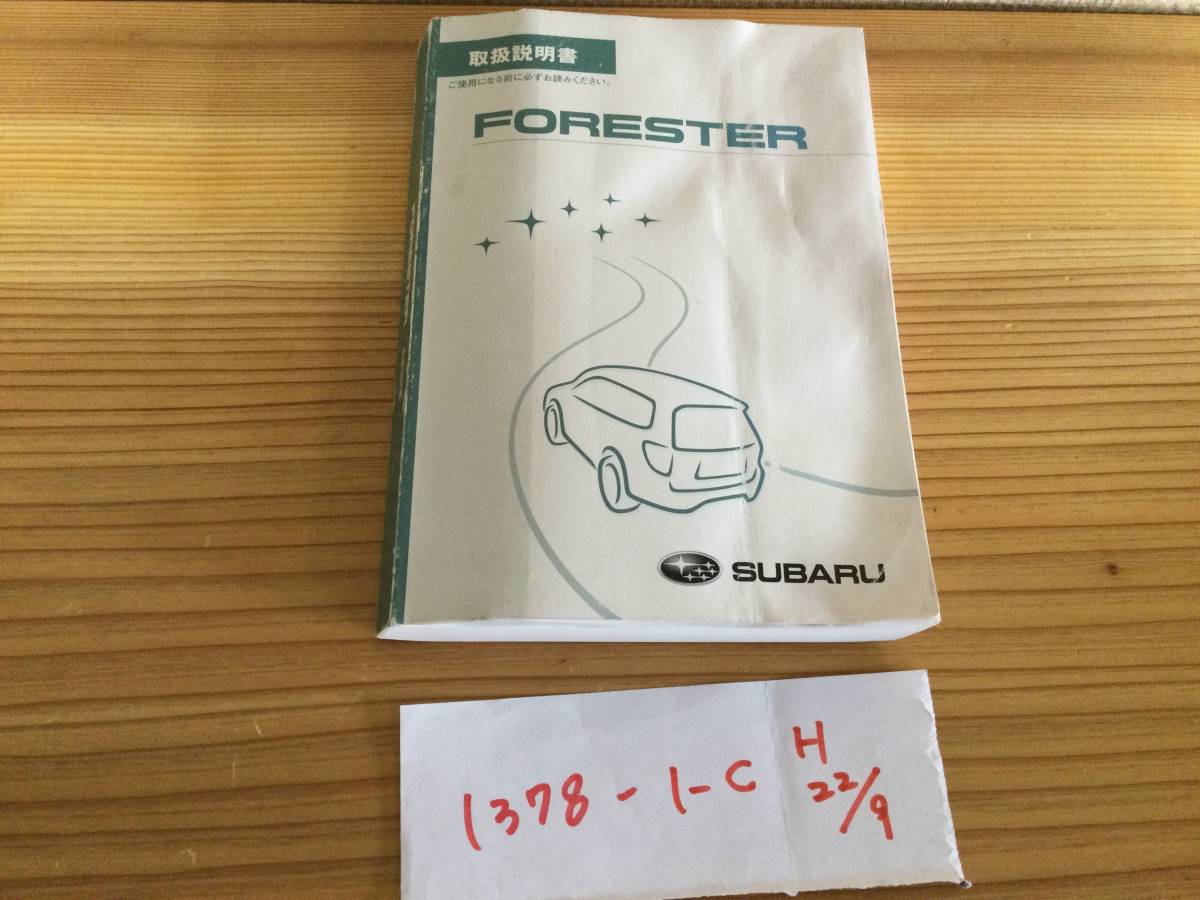 取扱説明書
ご使用になる前に必ずお読みください。
FORESTER
SUBARU
1378-1-C
H
22/9